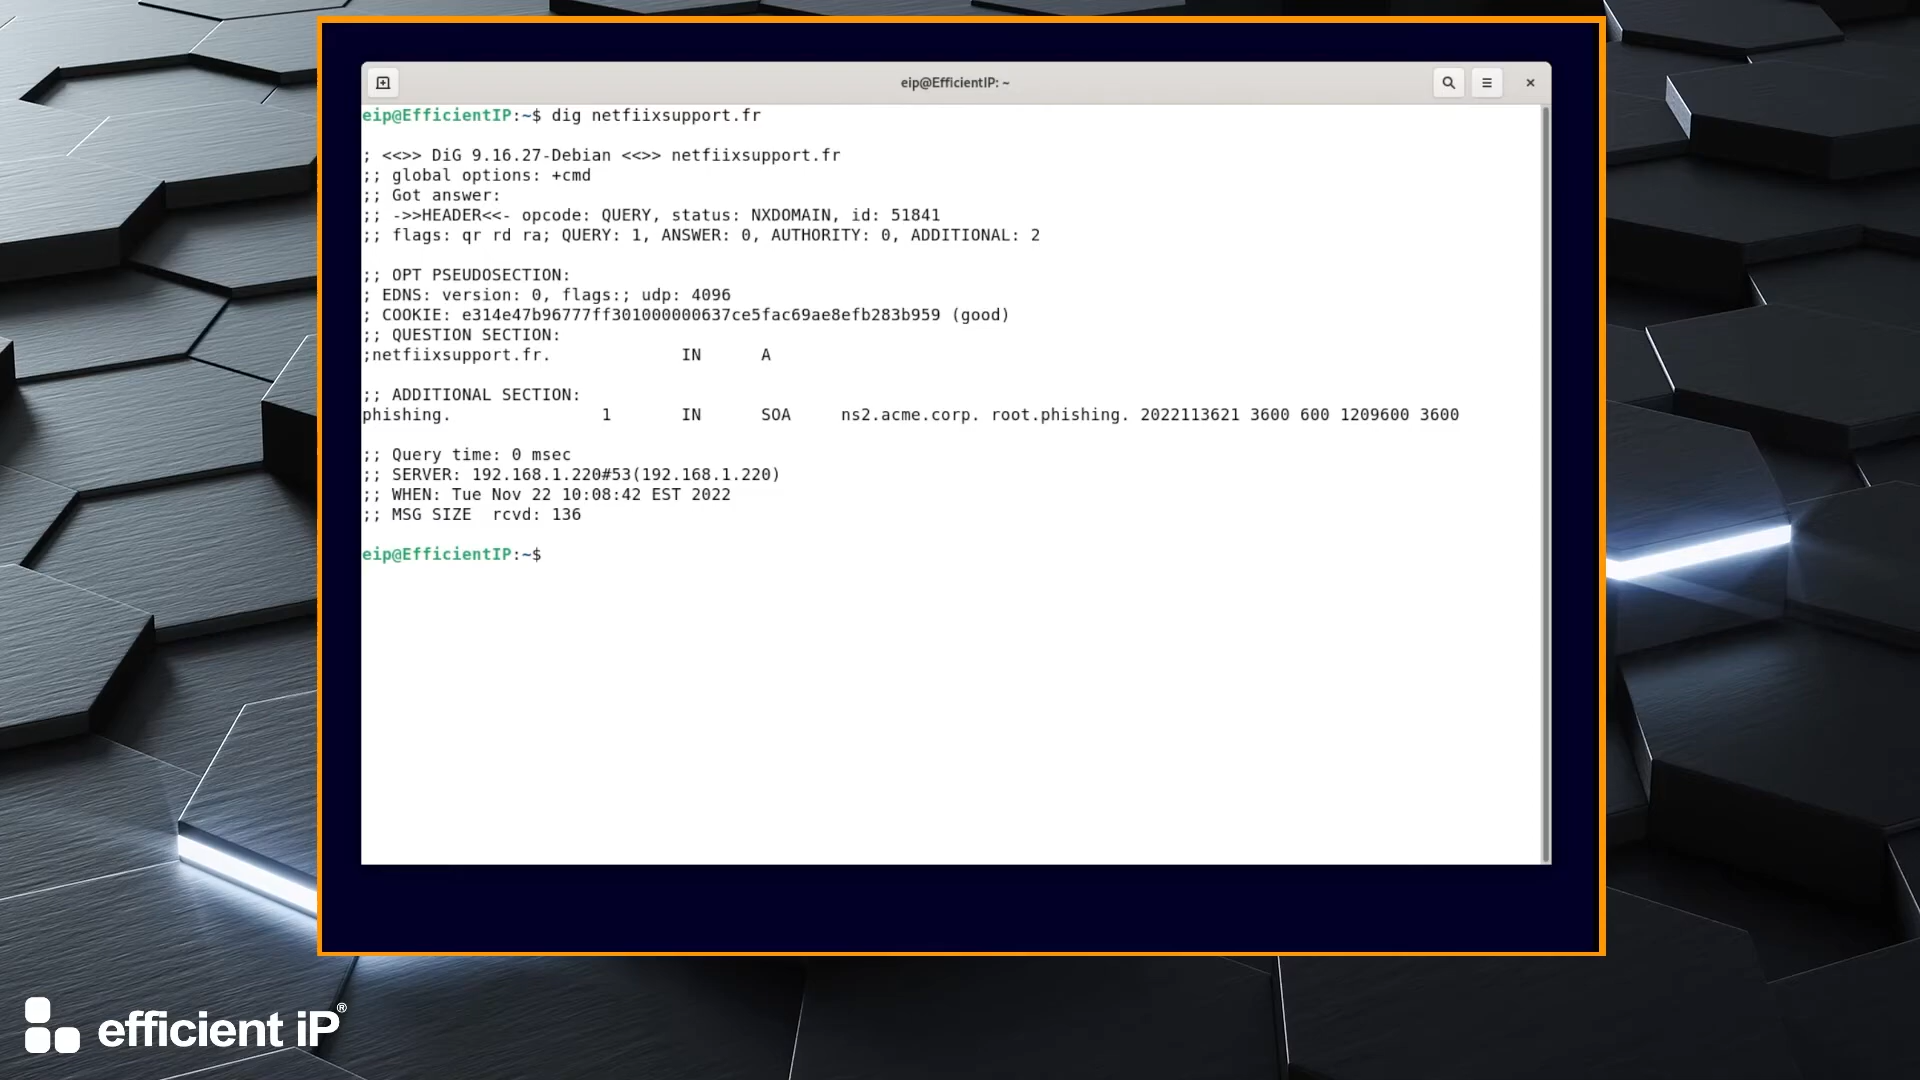 eip@EfficientIP: ~
eip@EfficientIP:~$ dig netfiixsupport.fr
; <<>> DiG 9.16.27-Debian <<>> netfiixsupport.fr
;; global options: +cmd
;; Got answer:
;; ->>HEADER<<- opcode: QUERY, status: NXDOMAIN, id: 51841
;; flags: qr rd ra; QUERY: 1, ANSWER: 0, AUTHORITY: 0, ADDITIONAL: 2
;; OPT PSEUDOSECTION:
; EDNS: version: 0, flags:; udp: 4096
; COOKIE: e314e47b96777ff301000000637ce5fac69ae8efb283b959 (good)
;; QUESTION SECTION:
;netfiixsupport.fr. IN A
;; ADDITIONAL SECTION:
phishing. 1 IN SOA ns2.acme.corp. root.phishing. 2022113621 3600 600 1209600 3600
;; Query time: 0 msec
;; SERVER: 192.168.1.220#53(192.168.1.220)
;; WHEN: Tue Nov 22 10:08:42 EST 2022
;; MSG SIZE rcvd: 136
eip@EfficientIP:~$
efficient iP®